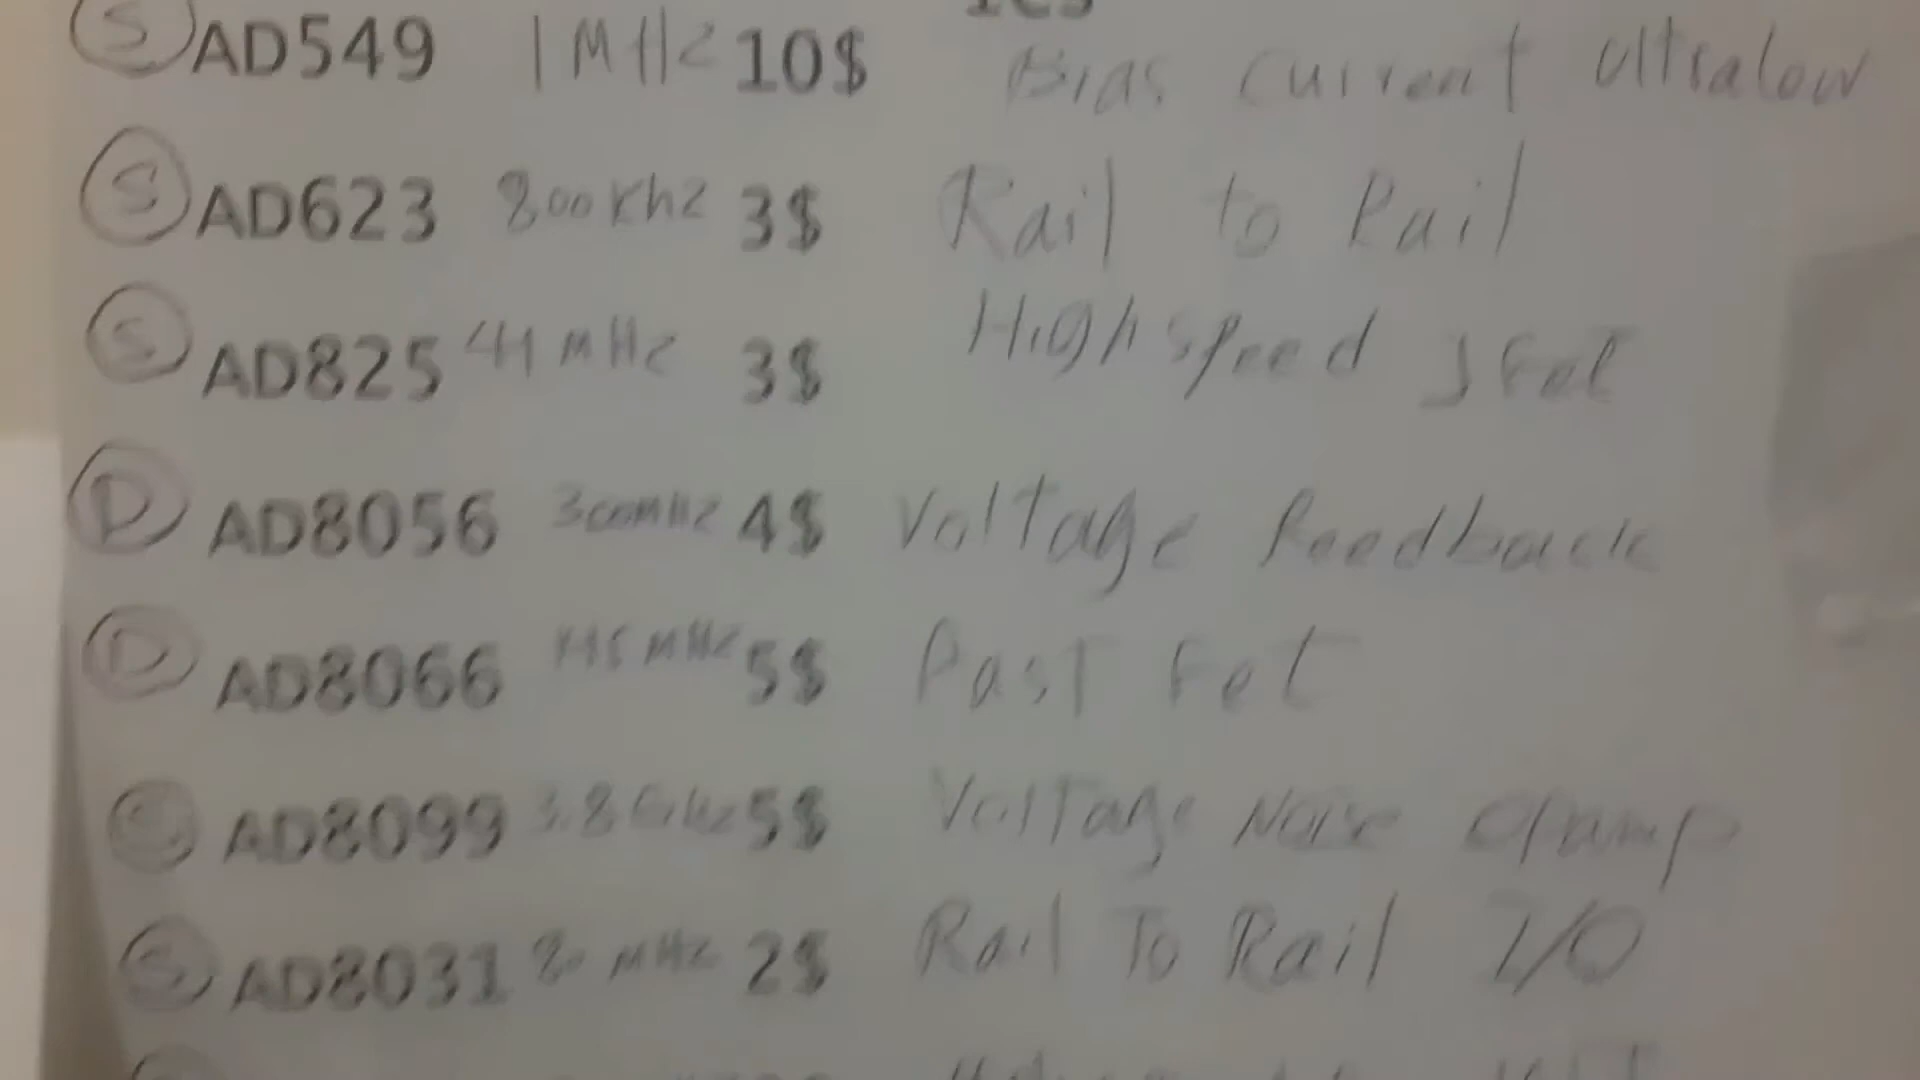 ICs
S AD549 1MHz 10$ Bias current ultralow
S AD623 800Khz 3$ Rail to Rail
S AD825 41MHz 3$ High speed JFet
D AD8056 300MHz 4$ Voltage feedback
D AD8066 145MHz 5$ Fast Fet
S AD8099 3.8GHz 5$ Voltage Noise opamp
S AD8031 80MHz 2$ Rail To Rail I/O